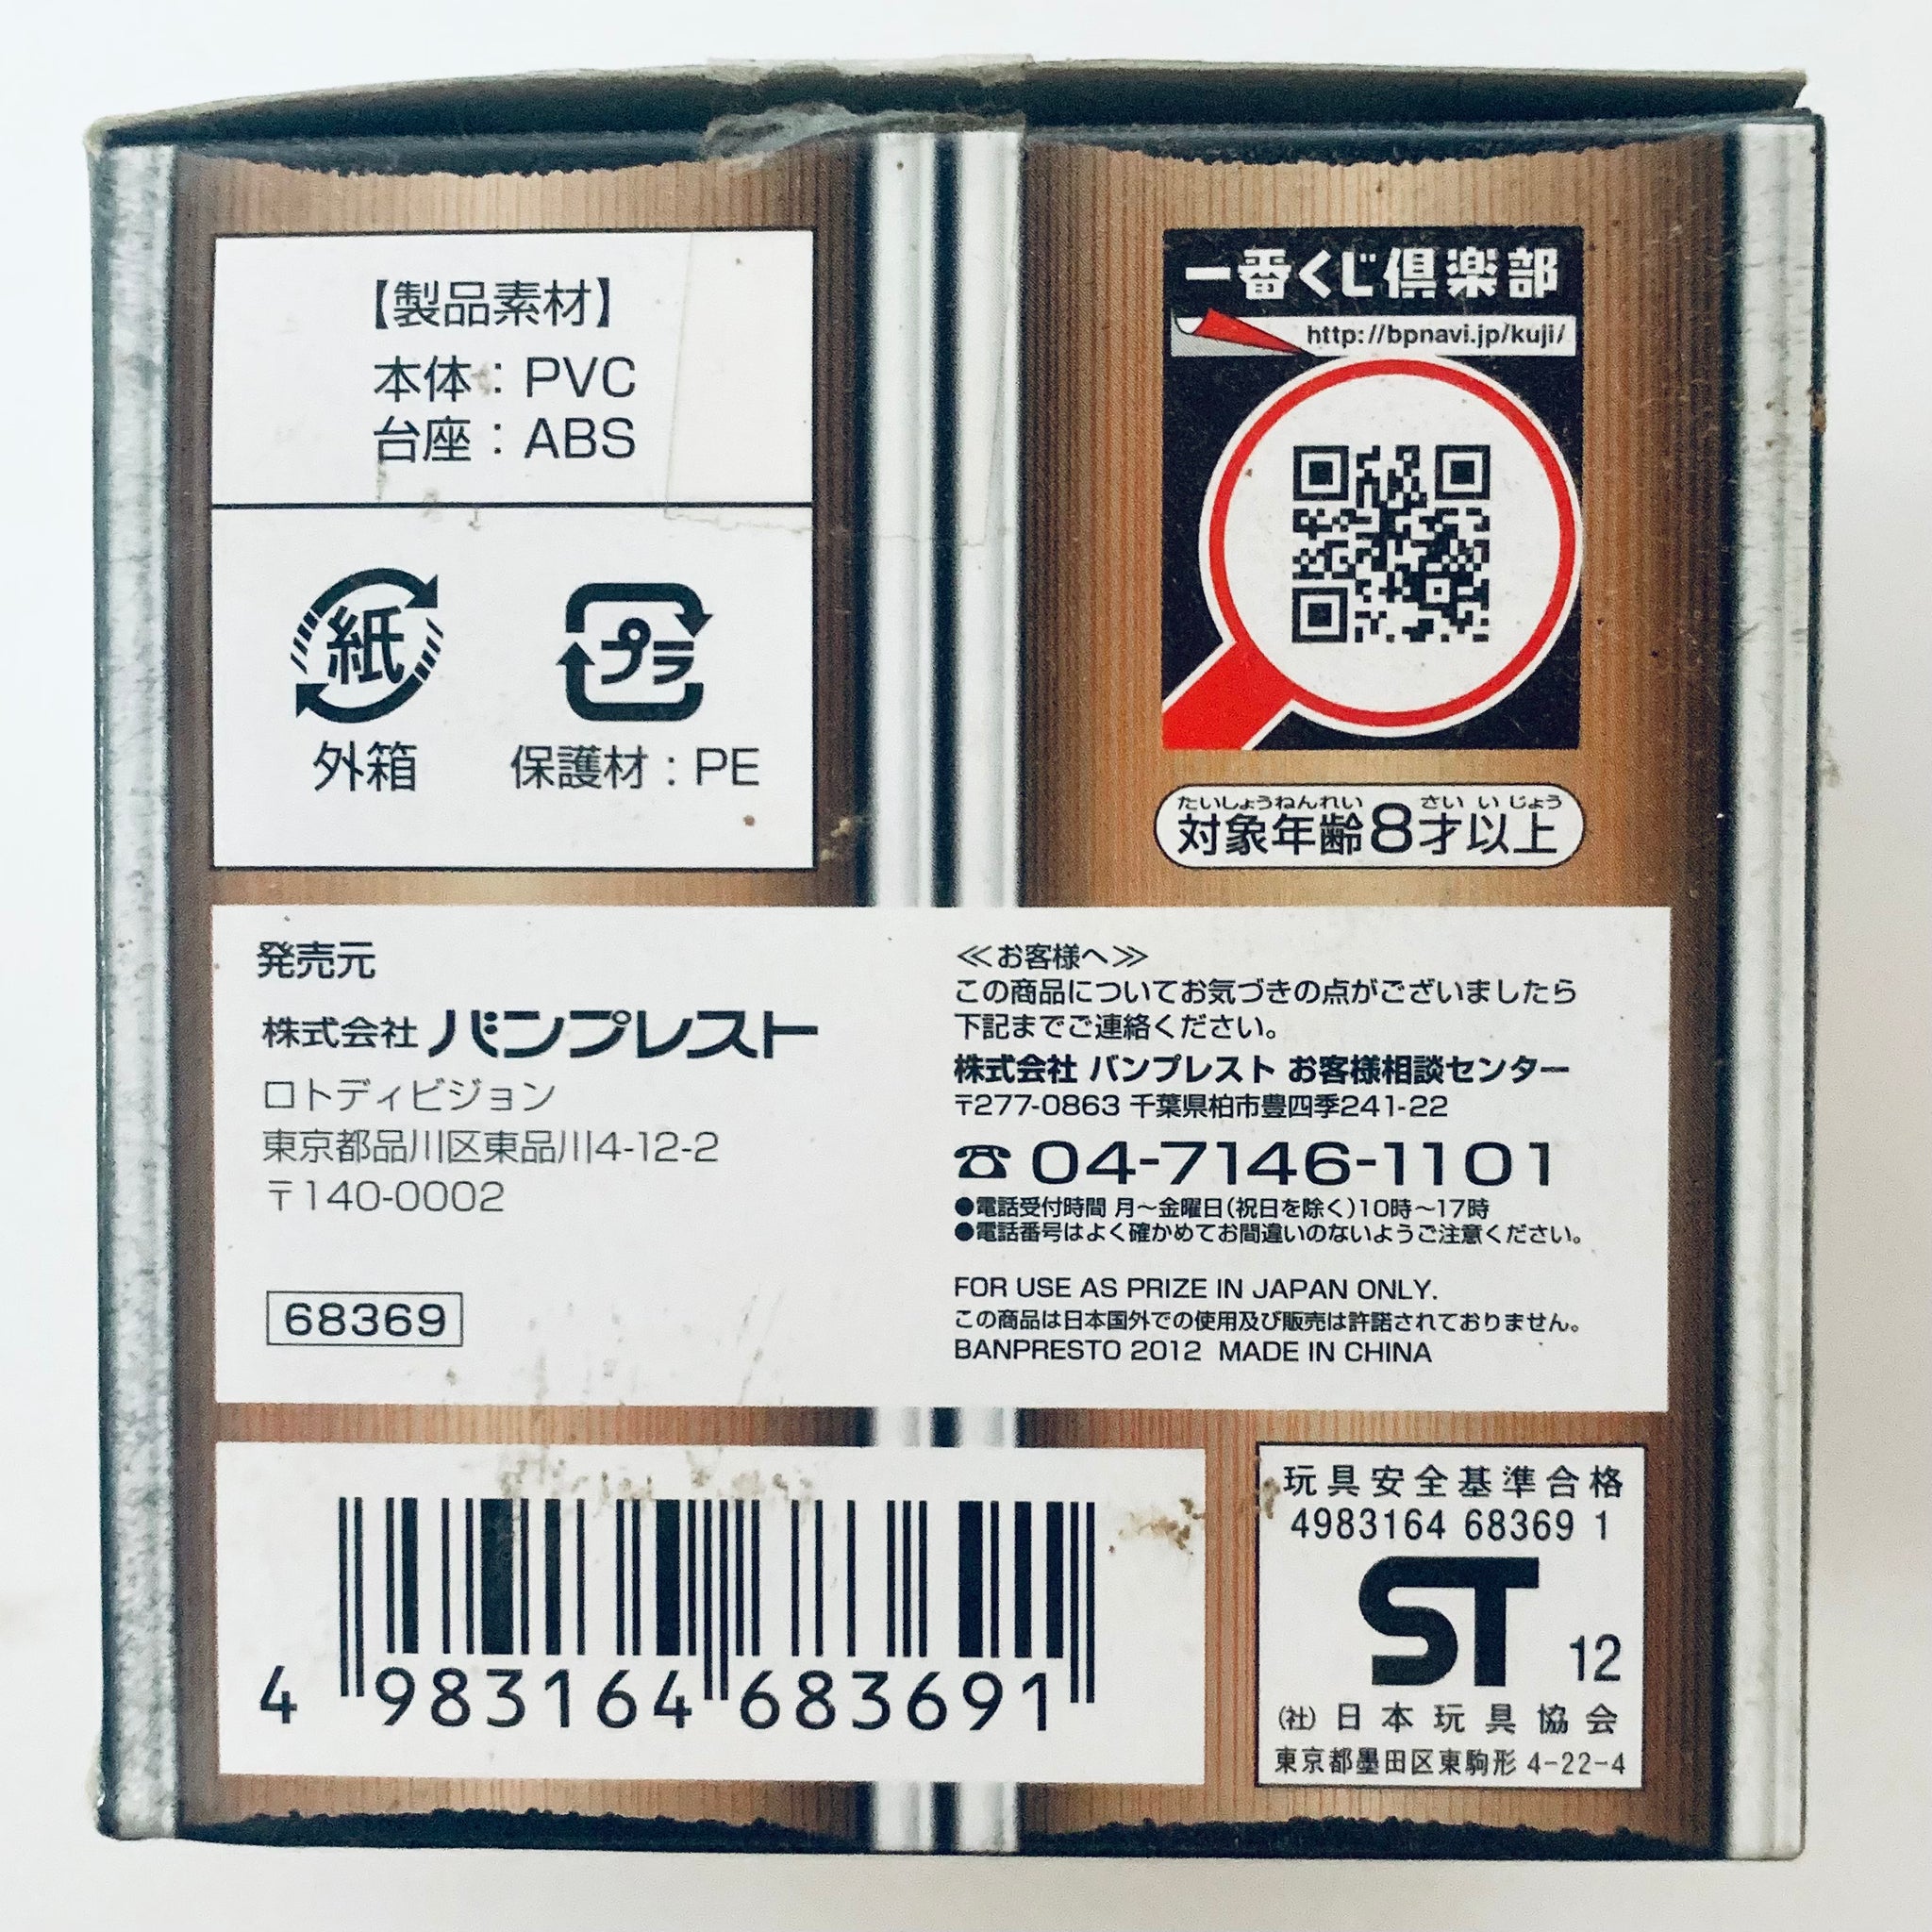 【製品素材】
本体：PVC
台座：ABS
紙
外箱
プラ
保護材：PE
一番くじ倶楽部
http://bpnavi.jp/kuji/
たいしょうねんれい さい いじょう
対象年齢8才以上
発売元
株式会社 バンプレスト
ロトディビジョン
東京都品川区東品川4-12-2
〒140-0002
68369
≪お客様へ≫
この商品についてお気づきの点がございましたら
下記までご連絡ください。
株式会社 バンプレスト お客様相談センター
〒277-0863 千葉県柏市豊四季241-22
☎04-7146-1101
●電話受付時間 月～金曜日(祝日を除く)10時～17時
●電話番号はよく確かめてお間違いのないようご注意ください。
FOR USE AS PRIZE IN JAPAN ONLY.
この商品は日本国外での使用及び販売は許諾されておりません。
BANPRESTO 2012 MADE IN CHINA
4 983164 683691
玩具安全基準合格
4983164 68369 1
ST 12
(社)日本玩具協会
東京都墨田区東駒形 4-22-4